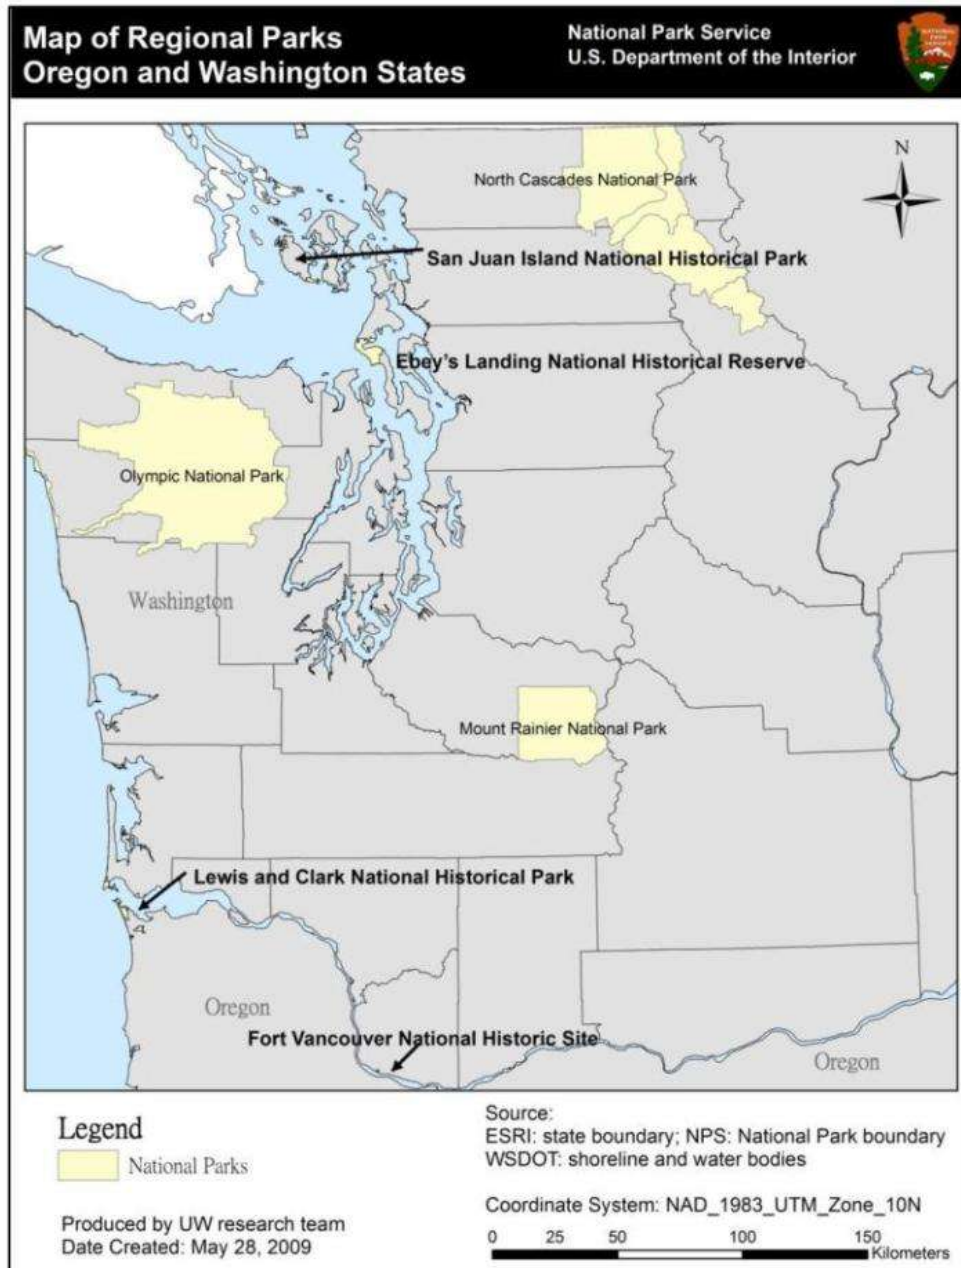 Map of Regional Parks
Oregon and Washington States
National Park Service
U.S. Department of the Interior
NATIONAL
PARK
SERVICE
N
North Cascades National Park
San Juan Island National Historical Park
Ebey's Landing National Historical Reserve
Olympic National Park
Washington
Mount Rainier National Park
Lewis and Clark National Historical Park
Oregon
Fort Vancouver National Historic Site
Oregon
Legend
National Parks
Produced by UW research team
Date Created: May 28, 2009
Source:
ESRI: state boundary; NPS: National Park boundary
WSDOT: shoreline and water bodies
Coordinate System: NAD_1983_UTM_Zone_10N
0 25 50 100 150
Kilometers